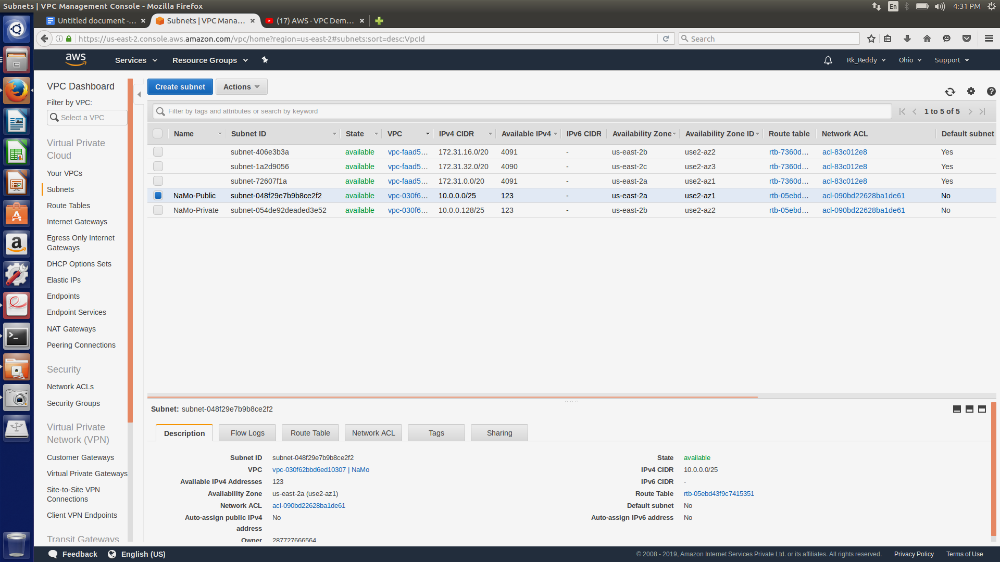 Subnets | VPC Management Console - Mozilla Firefox
En
4:31 PM
Untitled document -...
Subnets | VPC Mana...
(17) AWS - VPC Dem...
https://us-east-2.console.aws.amazon.com/vpc/home?region=us-east-2#subnets:sort=desc:VpcId
Search
aws
Services
Resource Groups
Rk_Reddy
Ohio
Support
VPC Dashboard
Filter by VPC:
Select a VPC
Virtual Private
Cloud
Your VPCs
Subnets
Route Tables
Internet Gateways
Egress Only Internet
Gateways
DHCP Options Sets
Elastic IPs
Endpoints
Endpoint Services
NAT Gateways
Peering Connections
Security
Network ACLs
Security Groups
Virtual Private
Network (VPN)
Customer Gateways
Virtual Private Gateways
Site-to-Site VPN
Connections
Client VPN Endpoints
Transit Gateways
Create subnet
Actions
Filter by tags and attributes or search by keyword
1 to 5 of 5
Name Subnet ID State VPC IPv4 CIDR Available IPv4 IPv6 CIDR Availability Zone Availability Zone ID Route table Network ACL Default subnet
subnet-406e3b3a available vpc-faad5... 172.31.16.0/20 4091 - us-east-2b use2-az2 rtb-7360d... acl-83c012e8 Yes
subnet-1a2d9056 available vpc-faad5... 172.31.32.0/20 4090 - us-east-2c use2-az3 rtb-7360d... acl-83c012e8 Yes
subnet-72607f1a available vpc-faad5... 172.31.0.0/20 4091 - us-east-2a use2-az1 rtb-7360d... acl-83c012e8 Yes
NaMo-Public subnet-048f29e7b9b8ce2f2 available vpc-030f6... 10.0.0.0/25 123 - us-east-2a use2-az1 rtb-05ebd... acl-090bd22628ba1de61 No
NaMo-Private subnet-054de92deaded3e52 available vpc-030f6... 10.0.0.128/25 123 - us-east-2b use2-az2 rtb-05ebd... acl-090bd22628ba1de61 No
Subnet: subnet-048f29e7b9b8ce2f2
Description
Flow Logs
Route Table
Network ACL
Tags
Sharing
Subnet ID subnet-048f29e7b9b8ce2f2
VPC vpc-030f62bbd6ed10307 | NaMo
Available IPv4 Addresses 123
Availability Zone us-east-2a (use2-az1)
Network ACL acl-090bd22628ba1de61
Auto-assign public IPv4 No
address
Owner 287727666564
State available
IPv4 CIDR 10.0.0.0/25
IPv6 CIDR -
Route Table rtb-05ebd43f9c7415351
Default subnet No
Auto-assign IPv6 address No
Feedback
English (US)
© 2008 - 2019, Amazon Internet Services Private Ltd. or its affiliates. All rights reserved.
Privacy Policy
Terms of Use